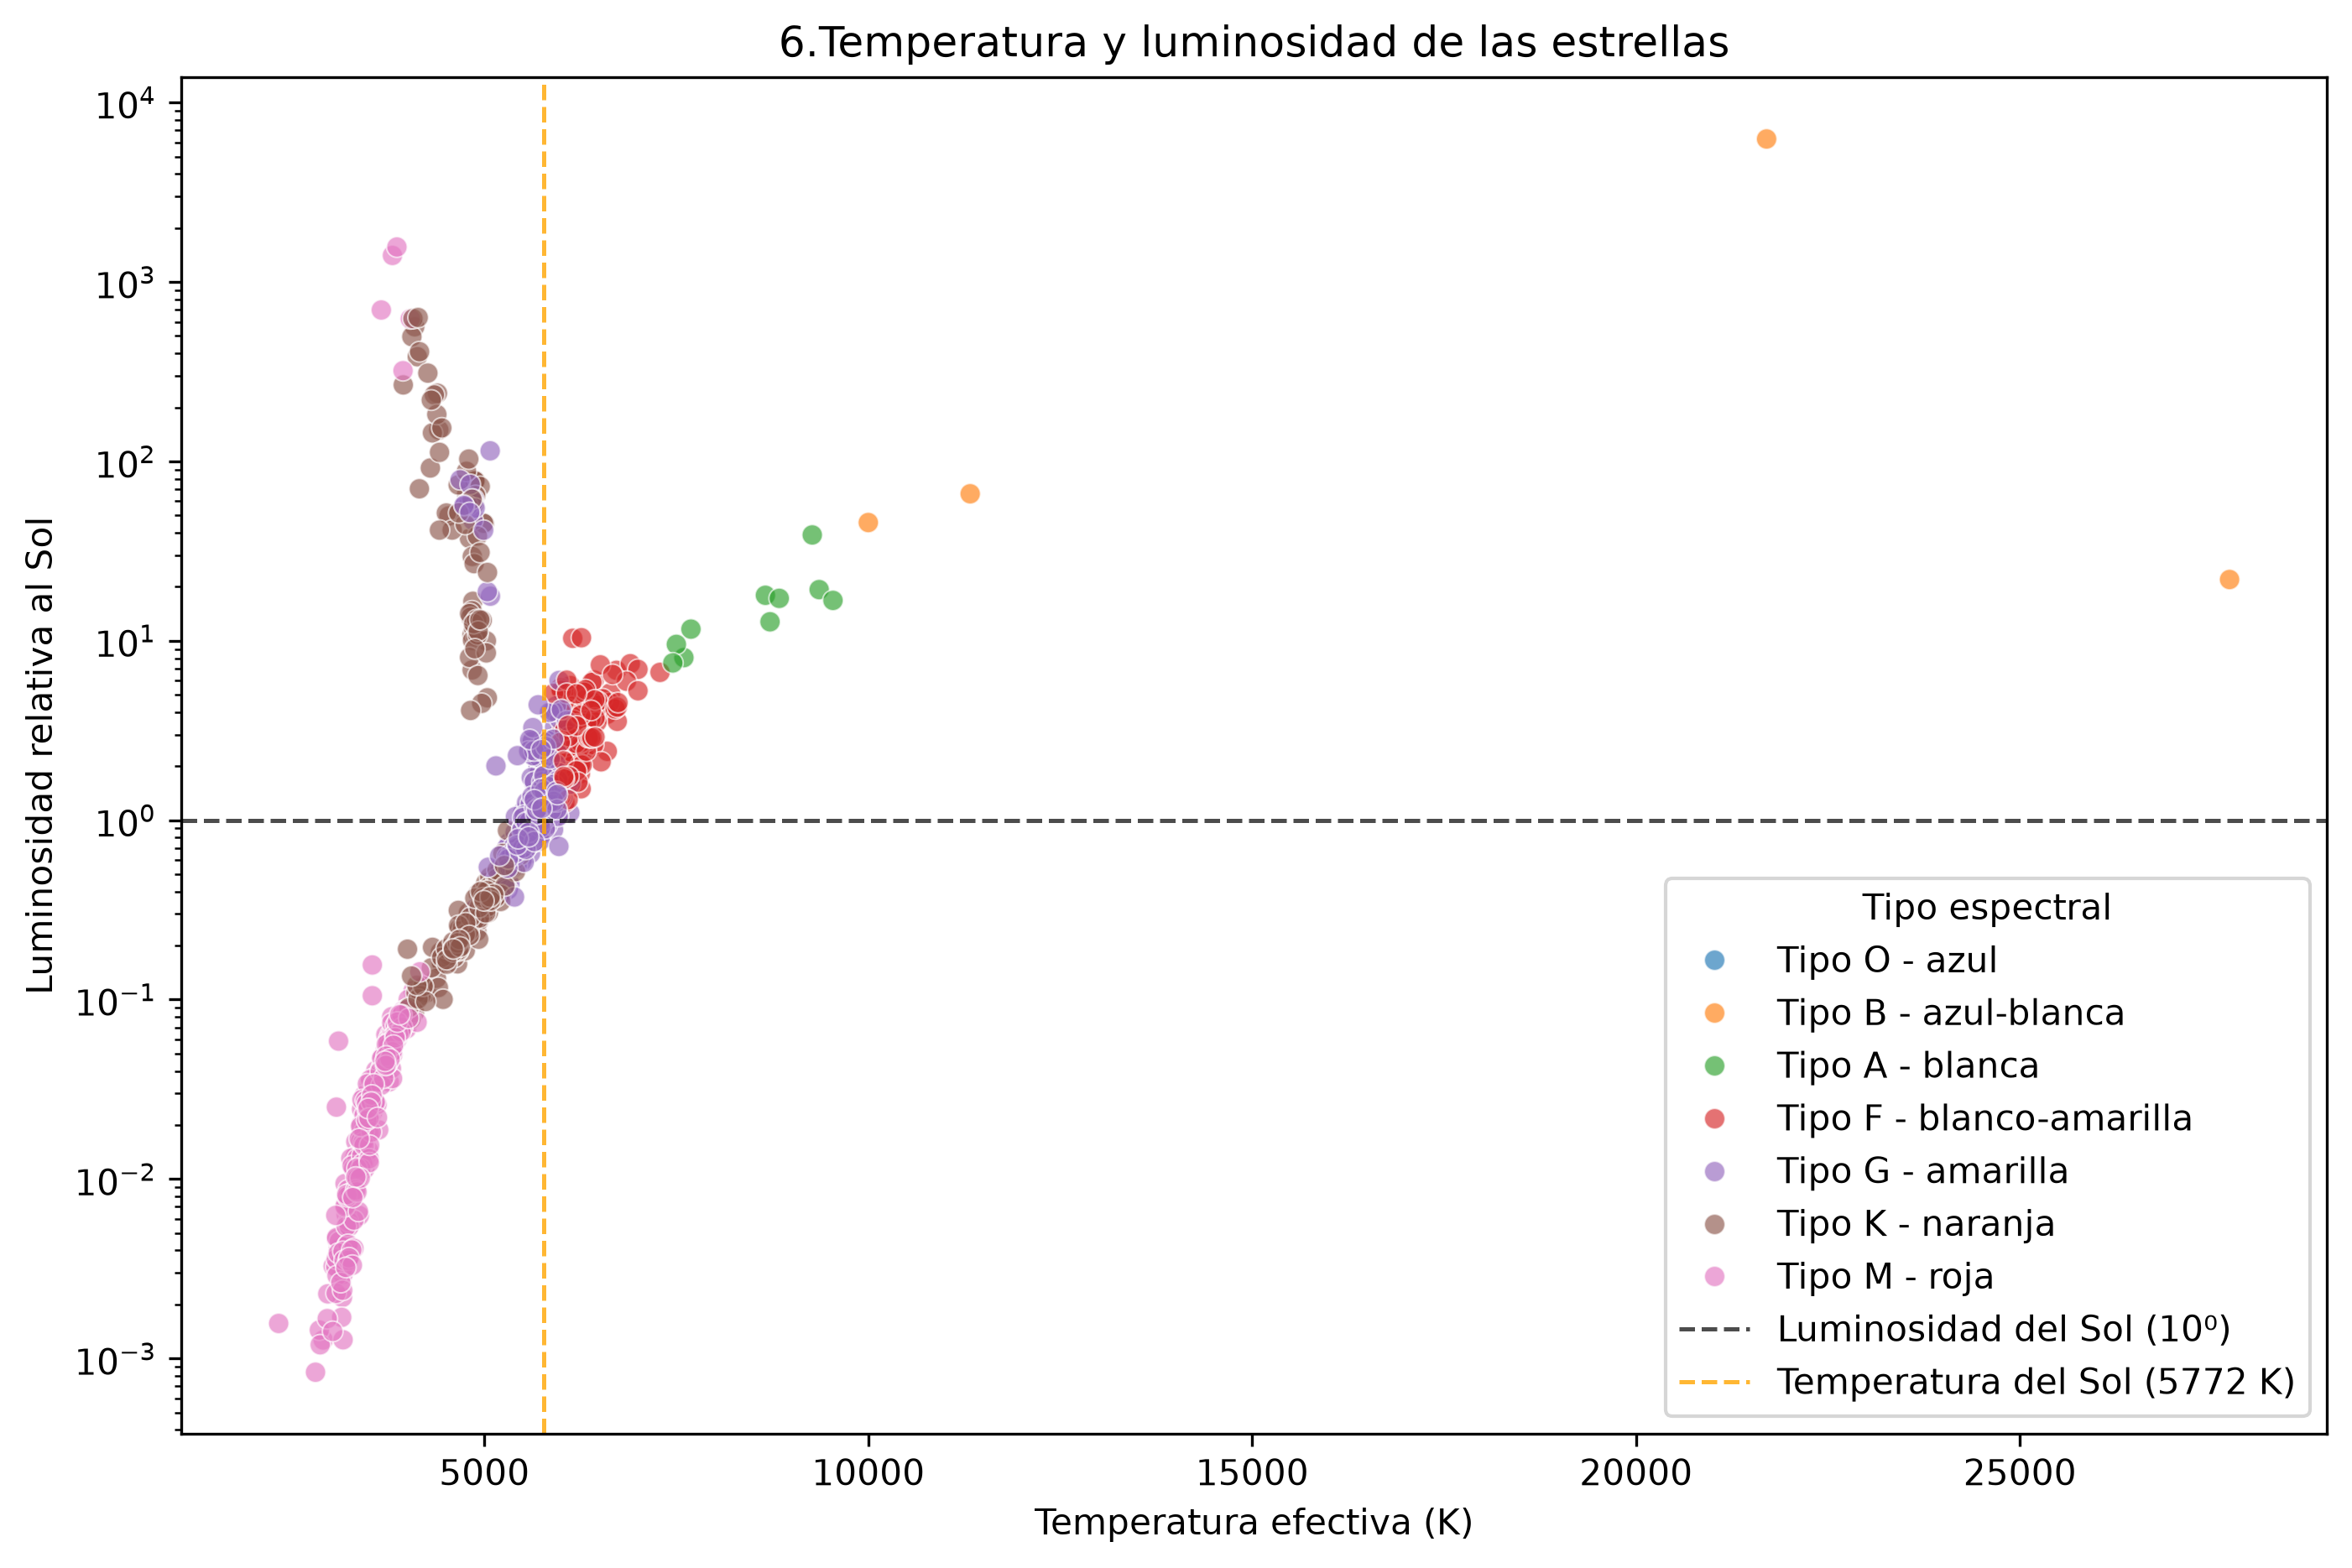 6.Temperatura y luminosidad de las estrellas
Luminosidad relativa al Sol
10⁴
10³
10²
10¹
10⁰
10⁻¹
10⁻²
10⁻³
5000 10000 15000 20000 25000
Temperatura efectiva (K)
Tipo espectral
Tipo O - azul
Tipo B - azul-blanca
Tipo A - blanca
Tipo F - blanco-amarilla
Tipo G - amarilla
Tipo K - naranja
Tipo M - roja
Luminosidad del Sol (10⁰)
Temperatura del Sol (5772 K)